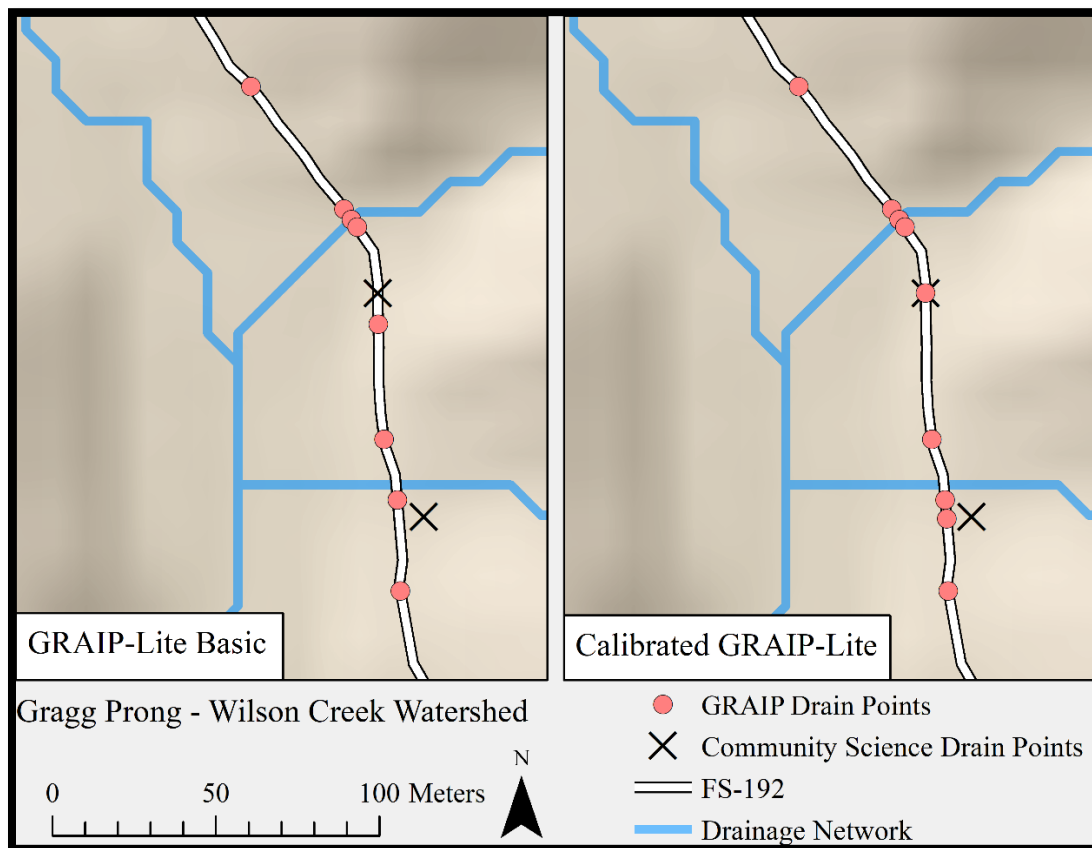 GRAIP-Lite Basic
Calibrated GRAIP-Lite
Gragg Prong - Wilson Creek Watershed
0 50 100 Meters
N
GRAIP Drain Points
Community Science Drain Points
FS-192
Drainage Network